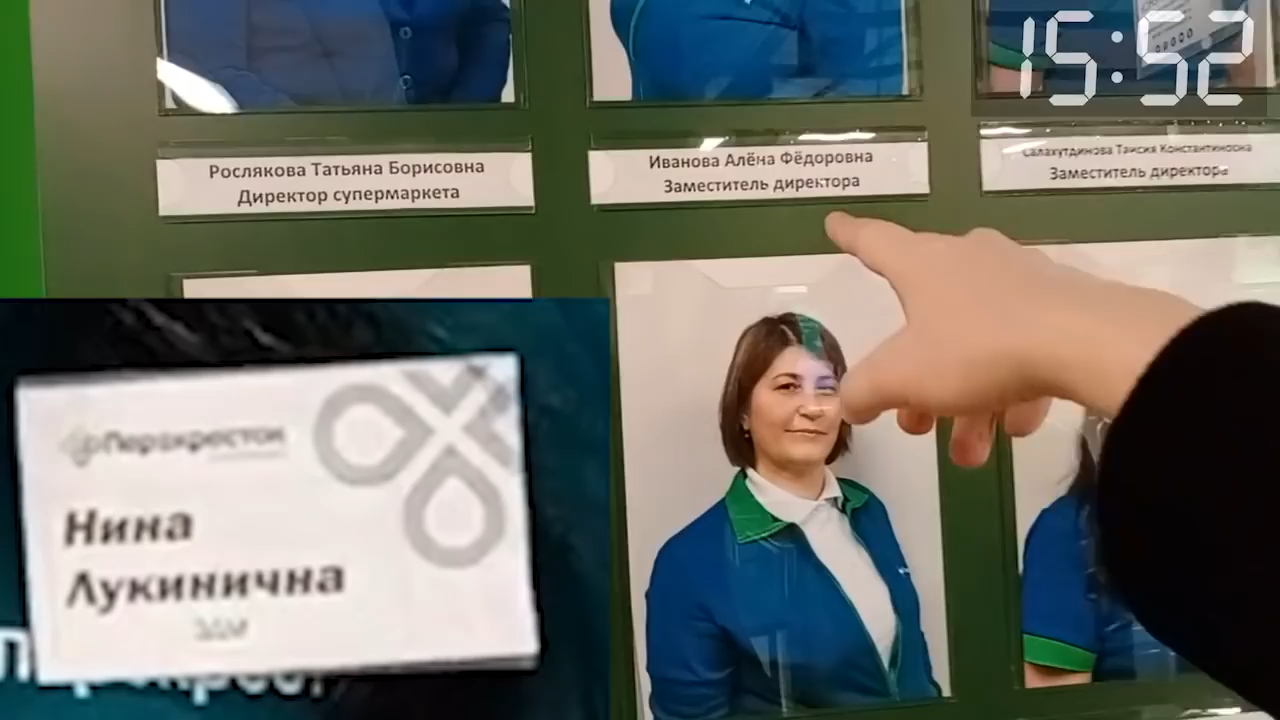 15:52
Рослякова Татьяна Борисовна
Директор супермаркета
Иванова Алёна Фёдоровна
Заместитель директора
Салахутдинова Таисия Константиновна
Заместитель директора
Перекресток
Нина
Лукинична